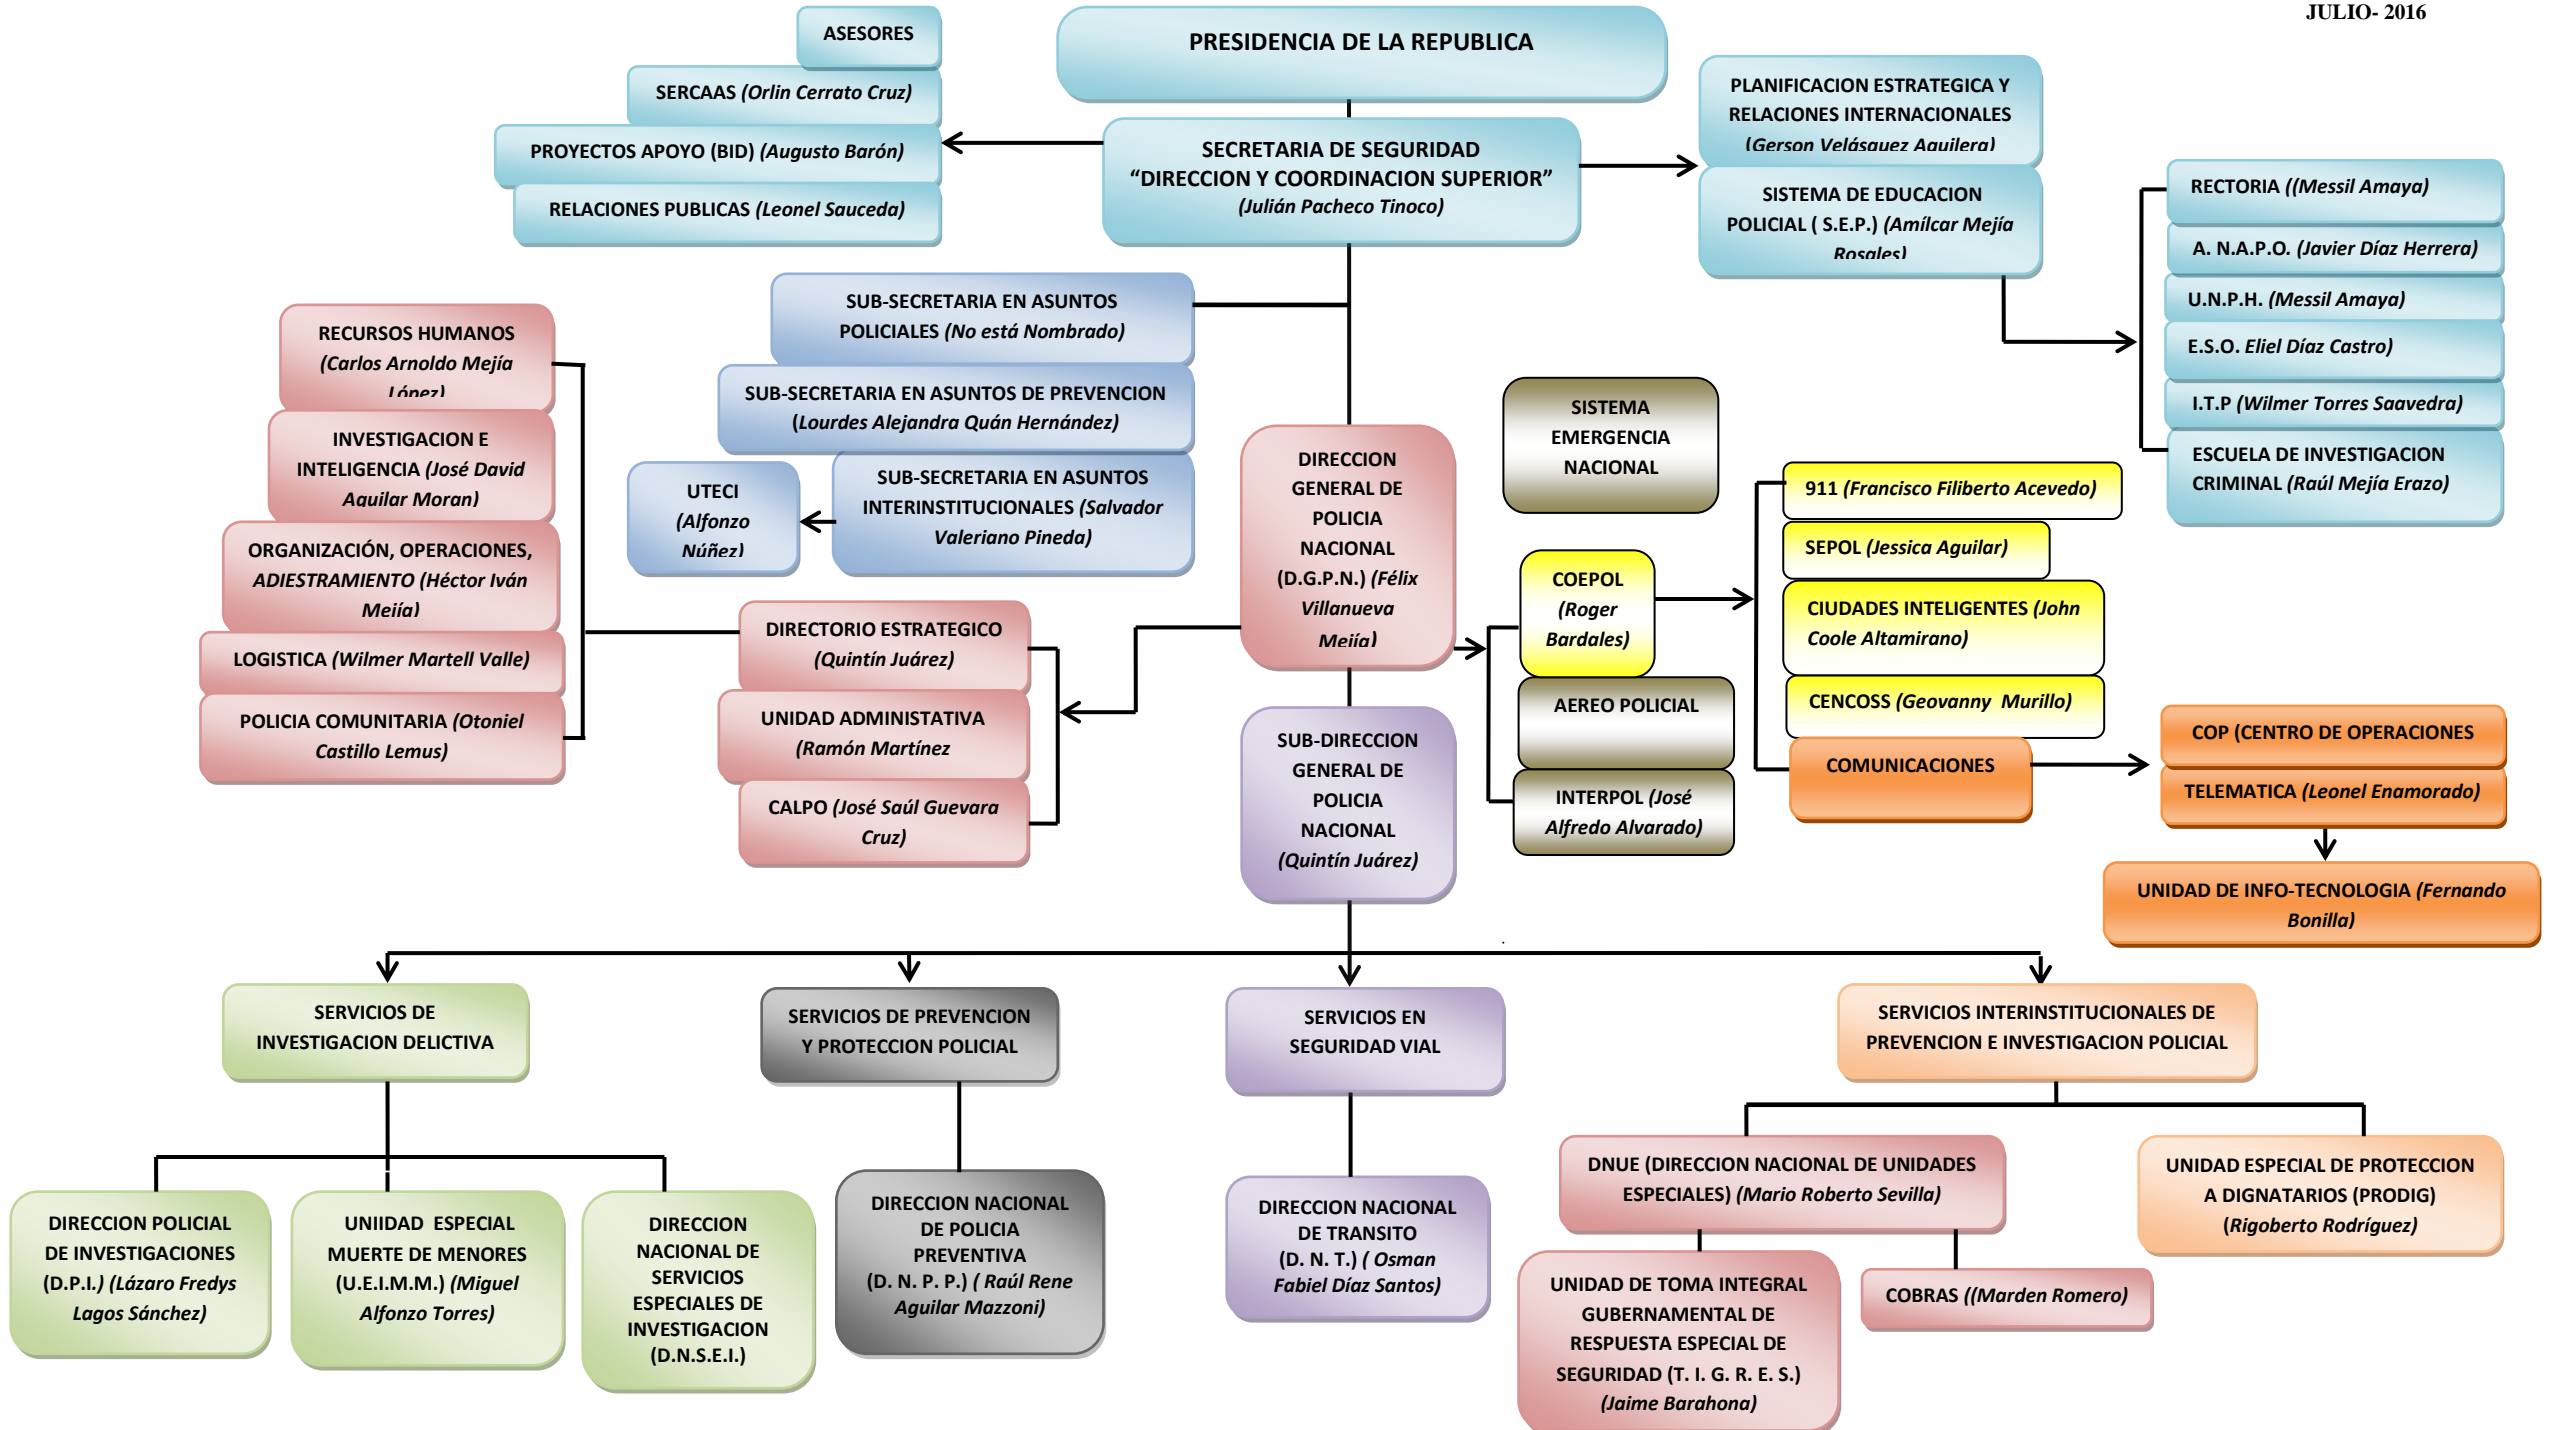 JULIO- 2016
PRESIDENCIA DE LA REPUBLICA
ASESORES
SERCAAS (Orlin Cerrato Cruz)
PROYECTOS APOYO (BID) (Augusto Barón)
RELACIONES PUBLICAS (Leonel Sauceda)
SECRETARIA DE SEGURIDAD
“DIRECCION Y COORDINACION SUPERIOR”
(Julián Pacheco Tinoco)
PLANIFICACION ESTRATEGICA Y
RELACIONES INTERNACIONALES
(Gerson Velásquez Aguilera)
SISTEMA DE EDUCACION
POLICIAL ( S.E.P.) (Amílcar Mejía
Rosales)
RECTORIA ((Messil Amaya)
A. N.A.P.O. (Javier Díaz Herrera)
U.N.P.H. (Messil Amaya)
E.S.O. Eliel Díaz Castro)
I.T.P (Wilmer Torres Saavedra)
ESCUELA DE INVESTIGACION
CRIMINAL (Raúl Mejía Erazo)
SUB-SECRETARIA EN ASUNTOS
POLICIALES (No está Nombrado)
SUB-SECRETARIA EN ASUNTOS DE PREVENCION
(Lourdes Alejandra Quán Hernández)
SUB-SECRETARIA EN ASUNTOS
INTERINSTITUCIONALES (Salvador
Valeriano Pineda)
UTECI
(Alfonzo
Núñez)
RECURSOS HUMANOS
(Carlos Arnoldo Mejía
López)
INVESTIGACION E
INTELIGENCIA (José David
Aguilar Moran)
ORGANIZACIÓN, OPERACIONES,
ADIESTRAMIENTO (Héctor Iván
Mejía)
LOGISTICA (Wilmer Martell Valle)
POLICIA COMUNITARIA (Otoniel
Castillo Lemus)
DIRECTORIO ESTRATEGICO
(Quintín Juárez)
UNIDAD ADMINISTATIVA
(Ramón Martínez
CALPO (José Saúl Guevara
Cruz)
DIRECCION
GENERAL DE
POLICIA
NACIONAL
(D.G.P.N.) (Félix
Villanueva
Mejía)
SUB-DIRECCION
GENERAL DE
POLICIA
NACIONAL
(Quintín Juárez)
SISTEMA
EMERGENCIA
NACIONAL
COEPOL
(Roger
Bardales)
AEREO POLICIAL
INTERPOL (José
Alfredo Alvarado)
911 (Francisco Filiberto Acevedo)
SEPOL (Jessica Aguilar)
CIUDADES INTELIGENTES (John
Coole Altamirano)
CENCOSS (Geovanny  Murillo)
COMUNICACIONES
COP (CENTRO DE OPERACIONES
TELEMATICA (Leonel Enamorado)
UNIDAD DE INFO-TECNOLOGIA (Fernando
Bonilla)
.
SERVICIOS DE
INVESTIGACION DELICTIVA
SERVICIOS DE PREVENCION
Y PROTECCION POLICIAL
SERVICIOS EN
SEGURIDAD VIAL
SERVICIOS INTERINSTITUCIONALES DE
PREVENCION E INVESTIGACION POLICIAL
DIRECCION POLICIAL
DE INVESTIGACIONES
(D.P.I.) (Lázaro Fredys
Lagos Sánchez)
UNIIDAD  ESPECIAL
MUERTE DE MENORES
(U.E.I.M.M.) (Miguel
Alfonzo Torres)
DIRECCION
NACIONAL DE
SERVICIOS
ESPECIALES DE
INVESTIGACION
(D.N.S.E.I.)
DIRECCION NACIONAL
DE POLICIA
PREVENTIVA
(D. N. P. P.) ( Raúl Rene
Aguilar Mazzoni)
DIRECCION NACIONAL
DE TRANSITO
(D. N. T.) ( Osman
Fabiel Díaz Santos)
DNUE (DIRECCION NACIONAL DE UNIDADES
ESPECIALES) (Mario Roberto Sevilla)
UNIDAD ESPECIAL DE PROTECCION
A DIGNATARIOS (PRODIG)
(Rigoberto Rodríguez)
UNIDAD DE TOMA INTEGRAL
GUBERNAMENTAL DE
RESPUESTA ESPECIAL DE
SEGURIDAD (T. I. G. R. E. S.)
(Jaime Barahona)
COBRAS ((Marden Romero)